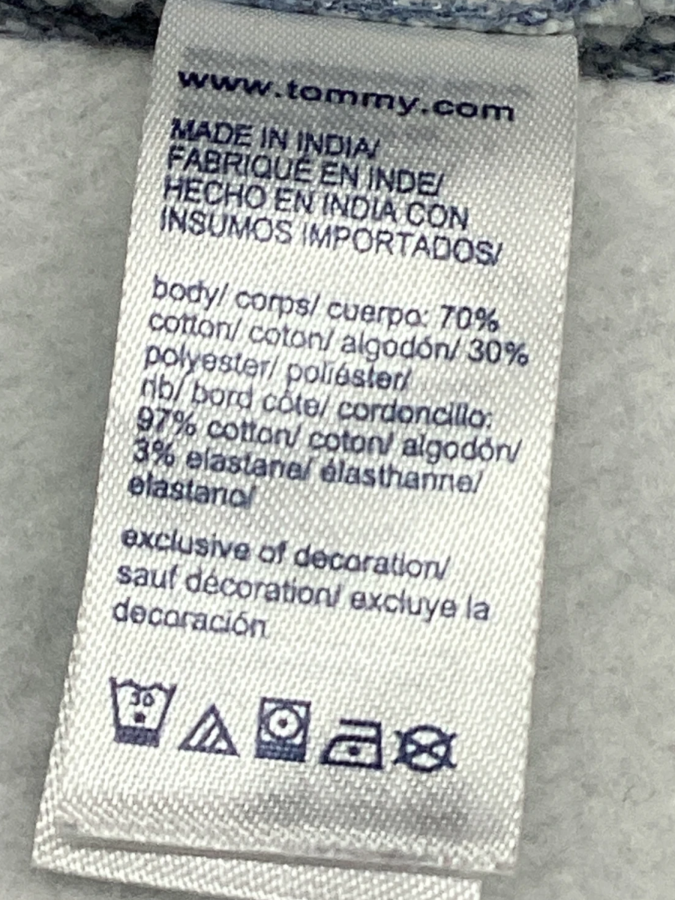 www.tommy.com
MADE IN INDIA/
FABRIQUÉ EN INDE/
HECHO EN INDIA CON
INSUMOS IMPORTADOS/
body/ corps/ cuerpo: 70%
cotton/ coton/ algodón/ 30%
polyester/ poliéster/
rib/ bord côte/ cordoncillo:
97% cotton/ coton/ algodón/
3% elastane/ élasthanne/
elastano/
exclusive of decoration/
sauf décoration/ excluye la
decoración
30